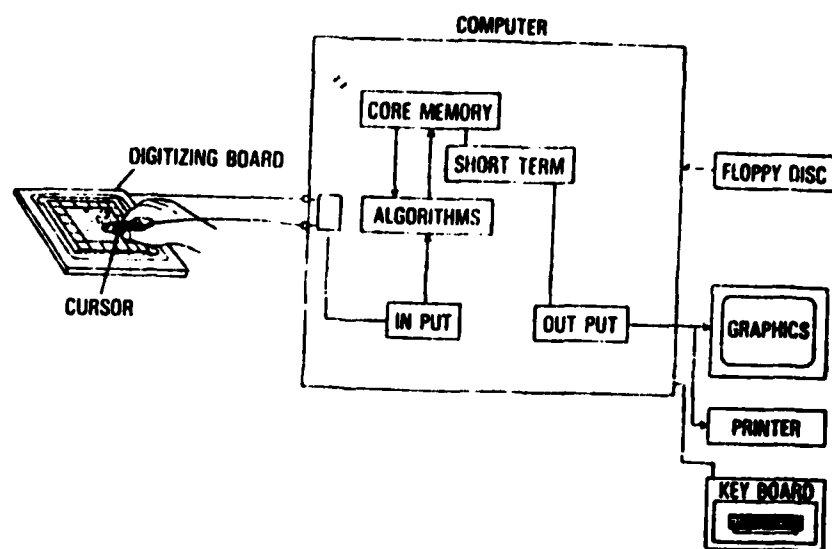 COMPUTER
CORE MEMORY
DIGITIZING BOARD
SHORT TERM
FLOPPY DISC
ALGORITHMS
CURSOR
IN PUT
OUT PUT
GRAPHICS
PRINTER
KEY BOARD